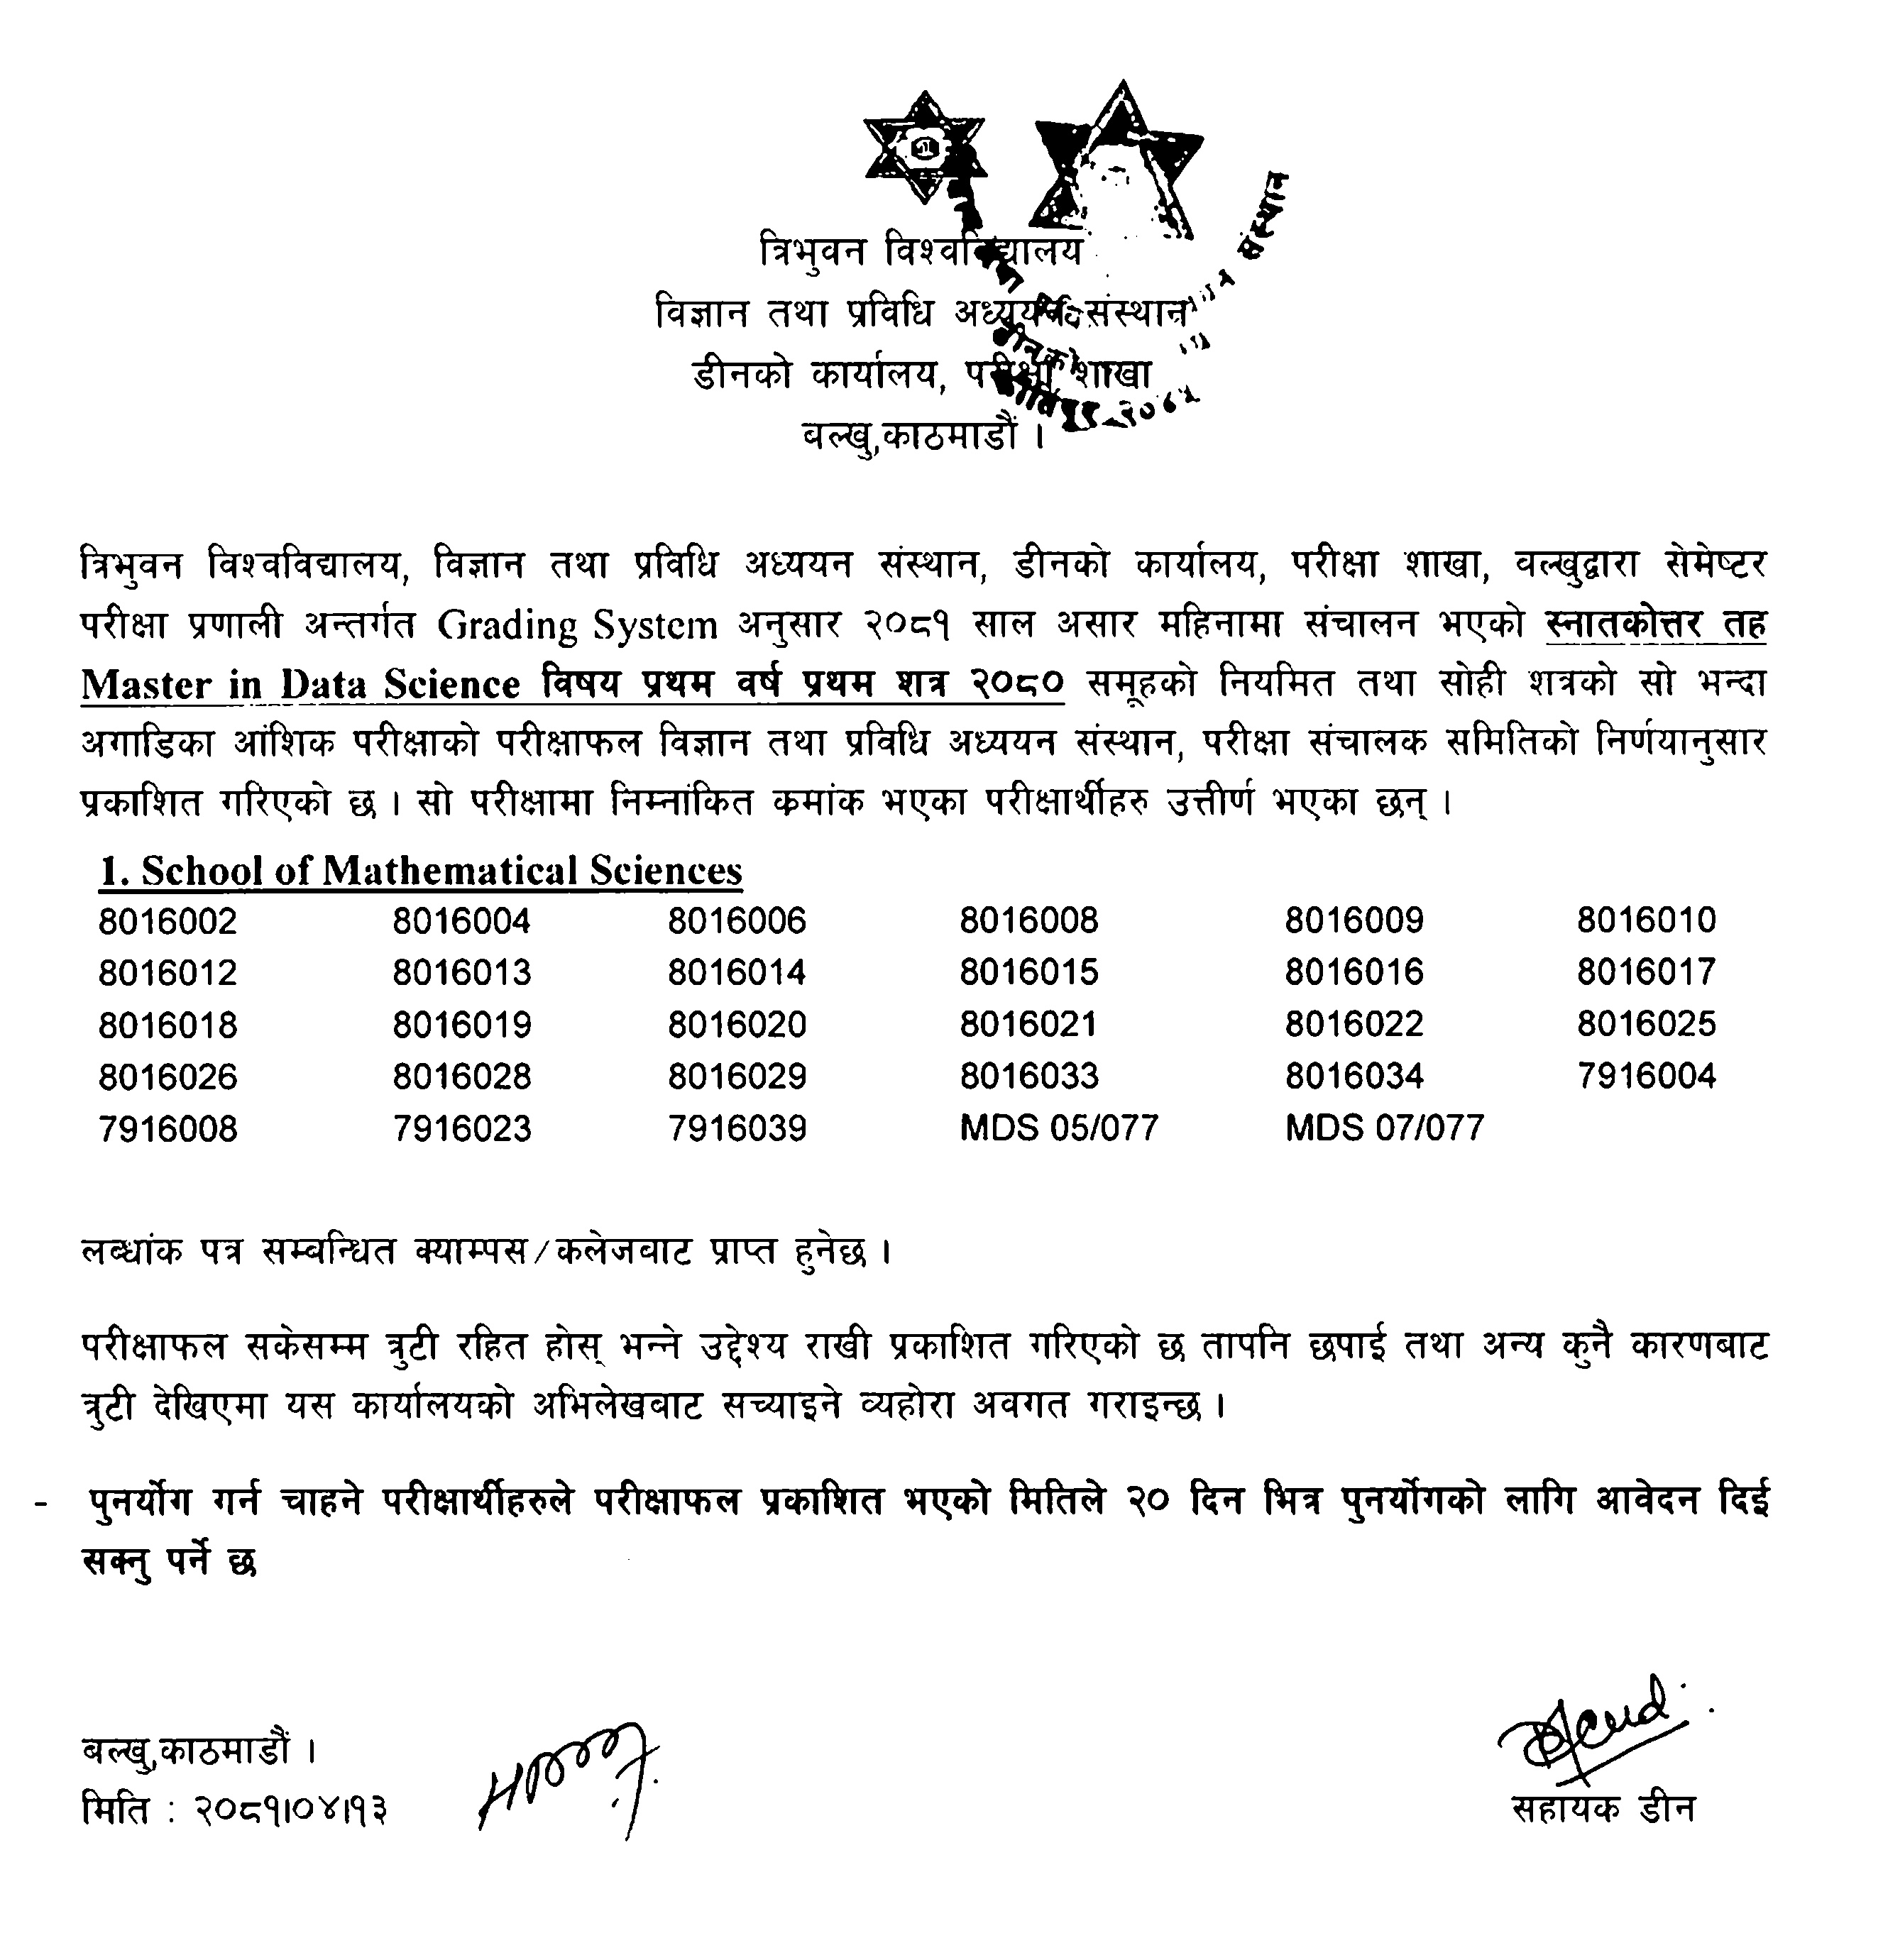 त्रिभुवन विश्वविद्यालय
विज्ञान तथा प्रविधि अध्ययन संस्थान
डीनको कार्यालय, परीक्षा शाखा
बल्खु,काठमाडौं ।
त्रिभुवन विश्वविद्यालय, विज्ञान तथा प्रविधि अध्ययन संस्थान, डीनको कार्यालय, परीक्षा शाखा, वल्खुद्वारा सेमेष्टर
परीक्षा प्रणाली अन्तर्गत Grading System अनुसार २०८१ साल असार महिनामा संचालन भएको स्नातकोत्तर तह
Master in Data Science विषय प्रथम वर्ष प्रथम शत्र २०८० समूहको नियमित तथा सोही शत्रको सो भन्दा
अगाडिका आंशिक परीक्षाको परीक्षाफल विज्ञान तथा प्रविधि अध्ययन संस्थान, परीक्षा संचालक समितिको निर्णयानुसार
प्रकाशित गरिएको छ । सो परीक्षामा निम्नांकित कमांक भएका परीक्षार्थीहरु उत्तीर्ण भएका छन् ।
1. School of Mathematical Sciences
8016002 8016004 8016006 8016008 8016009 8016010
8016012 8016013 8016014 8016015 8016016 8016017
8016018 8016019 8016020 8016021 8016022 8016025
8016026 8016028 8016029 8016033 8016034 7916004
7916008 7916023 7916039 MDS 05/077 MDS 07/077
लब्धांक पत्र सम्बन्धित क्याम्पस/कलेजबाट प्राप्त हुनेछ ।
परीक्षाफल सकेसम्म त्रुटी रहित होस् भन्ने उद्देश्य राखी प्रकाशित गरिएको छ तापनि छपाई तथा अन्य कुनै कारणबाट
त्रुटी देखिएमा यस कार्यालयको अभिलेखबाट सच्याइने व्यहोरा अवगत गराइन्छ ।
- पुनर्योग गर्न चाहने परीक्षार्थीहरुले परीक्षाफल प्रकाशित भएको मितिले २० दिन भित्र पुनर्योगको लागि आवेदन दिई
सक्नु पर्ने छ
बल्खु,काठमाडौं ।
मिति : २०८१।०४।१३
सहायक डीन